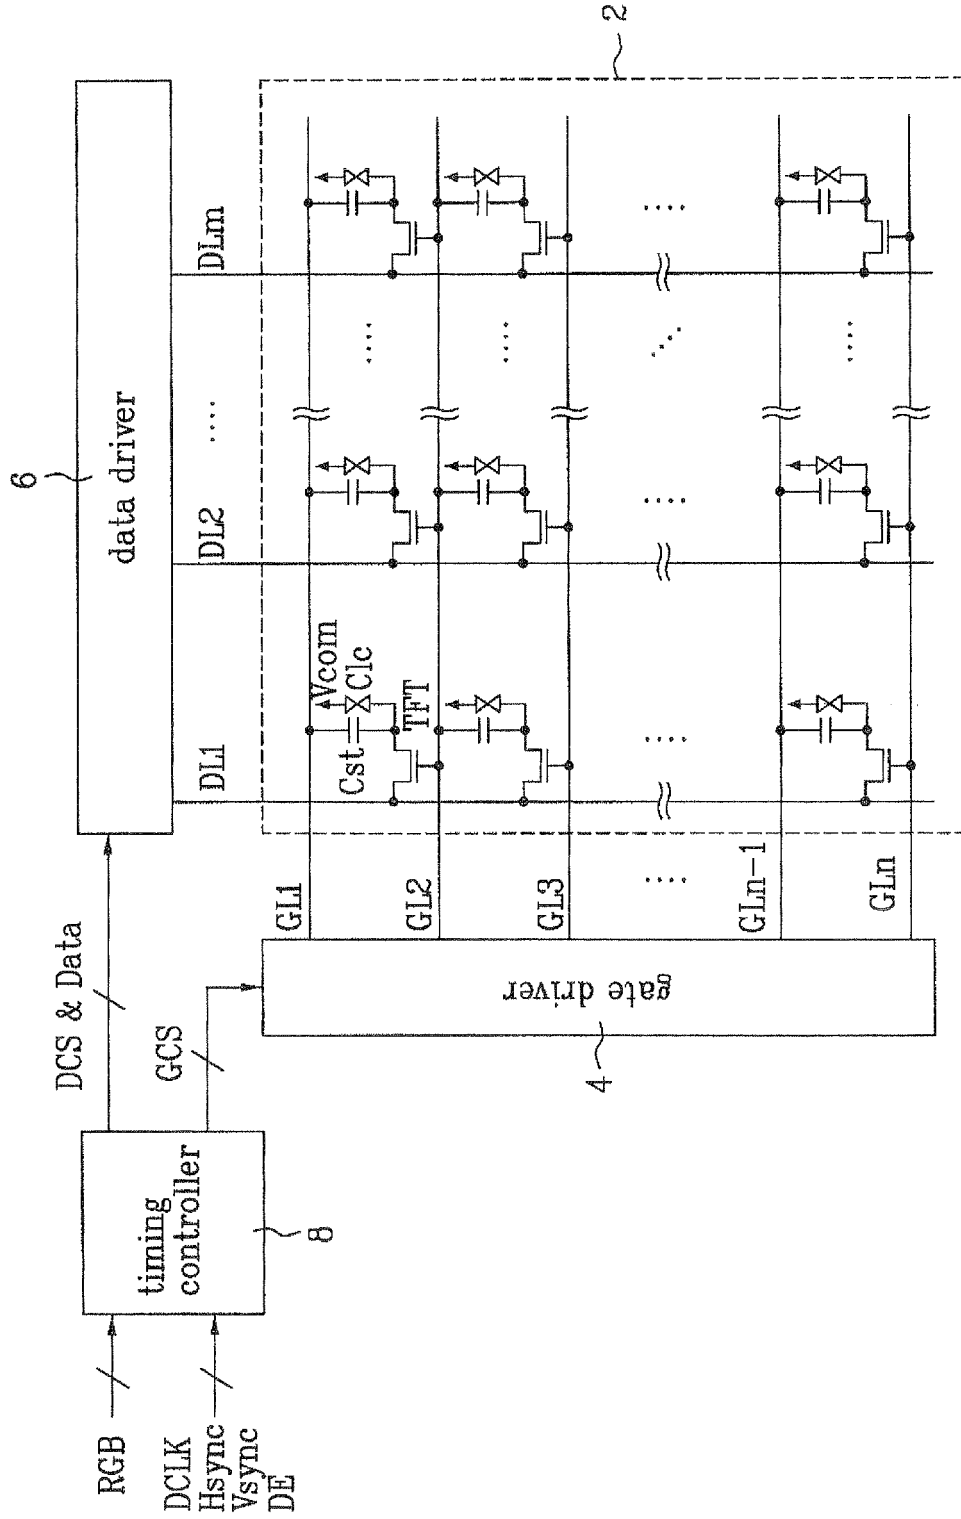 6
data driver
2
DL1
DL2
....
DLm
DCS & Data
GCS
RGB
DCLK
Hsync
Vsync
DE
timing
controller
8
gate driver
4
GL1
GL2
GL3
....
GLn-1
GLn
Vcom
Clc
Cst
TFT